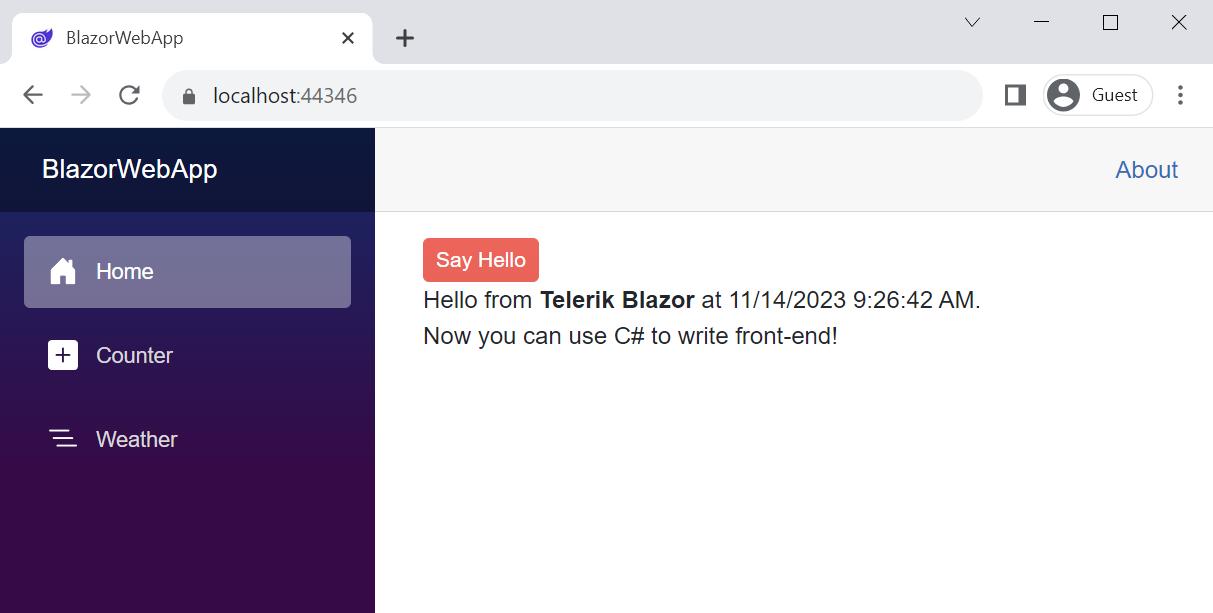 BlazorWebApp
localhost:44346
Guest
BlazorWebApp
About
Home
Counter
Weather
Say Hello
Hello from Telerik Blazor at 11/14/2023 9:26:42 AM.
Now you can use C# to write front-end!